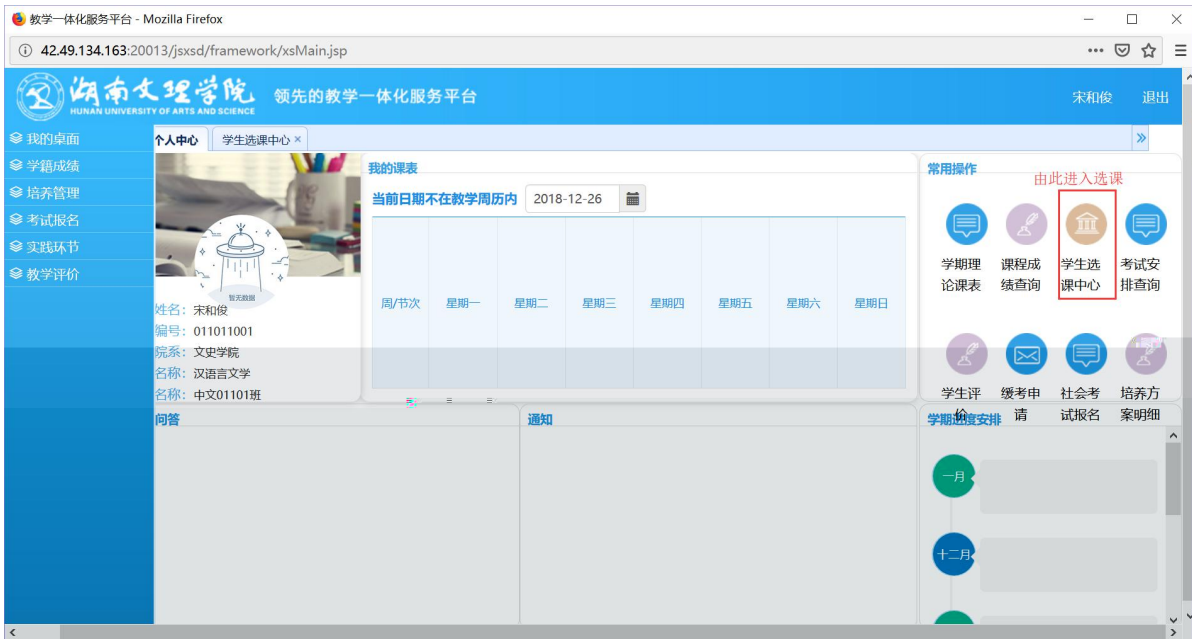 教学一体化服务平台 - Mozilla Firefox
42.49.134.163:20013/jsxsd/framework/xsMain.jsp
湖南文理学院
HUNAN UNIVERSITY OF ARTS AND SCIENCE
领先的教学一体化服务平台
宋和俊 退出
我的桌面
学籍成绩
培养管理
考试报名
实践环节
教学评价
个人中心 学生选课中心 ×
暂无数据
姓名：宋和俊
编号：011011001
院系：文史学院
名称：汉语言文学
名称：中文01101班
我的课表
当前日期不在教学周历内 2018-12-26
周/节次 星期一 星期二 星期三 星期四 星期五 星期六 星期日
常用操作
由此进入选课
学期理论课表
课程成绩查询
学生选课中心
考试安排查询
学生评价
缓考申请
社会考试报名
培养方案明细
问答
通知
学期进度安排
一月
十二月